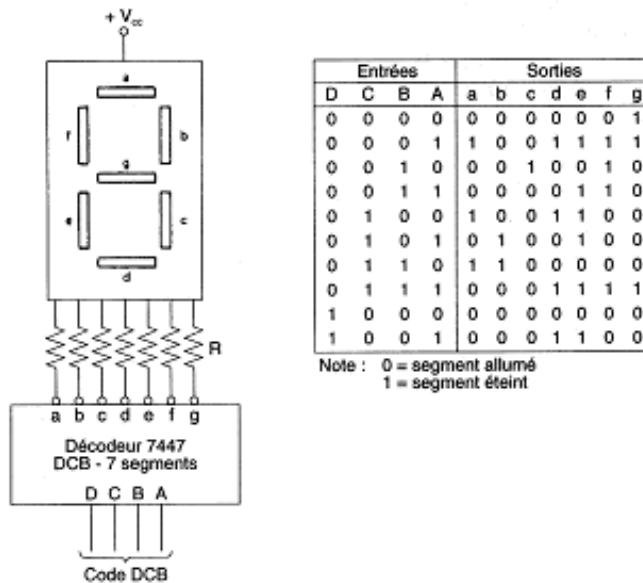 + Vcc
a
f
b
g
e
c
d
R
a b c d e f g
Décodeur 7447
DCB - 7 segments
D C B A
Code DCB
Entrées Sorties
D C B A a b c d e f g
0 0 0 0 0 0 0 0 0 0 1
0 0 0 1 1 0 0 1 1 1 1
0 0 1 0 0 0 1 0 0 1 0
0 0 1 1 0 0 0 0 1 1 0
0 1 0 0 1 0 0 1 1 0 0
0 1 0 1 0 1 0 0 1 0 0
0 1 1 0 1 1 0 0 0 0 0
0 1 1 1 0 0 0 1 1 1 1
1 0 0 0 0 0 0 0 0 0 0
1 0 0 1 0 0 0 1 1 0 0
Note : 0 = segment allumé
1 = segment éteint